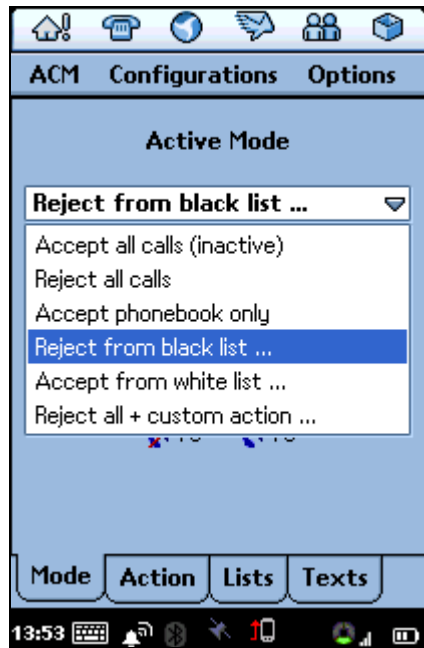 ACM Configurations Options
Active Mode
Reject from black list ...
Accept all calls (inactive)
Reject all calls
Accept phonebook only
Reject from black list ...
Accept from white list ...
Reject all + custom action ...
Mode Action Lists Texts
13:53